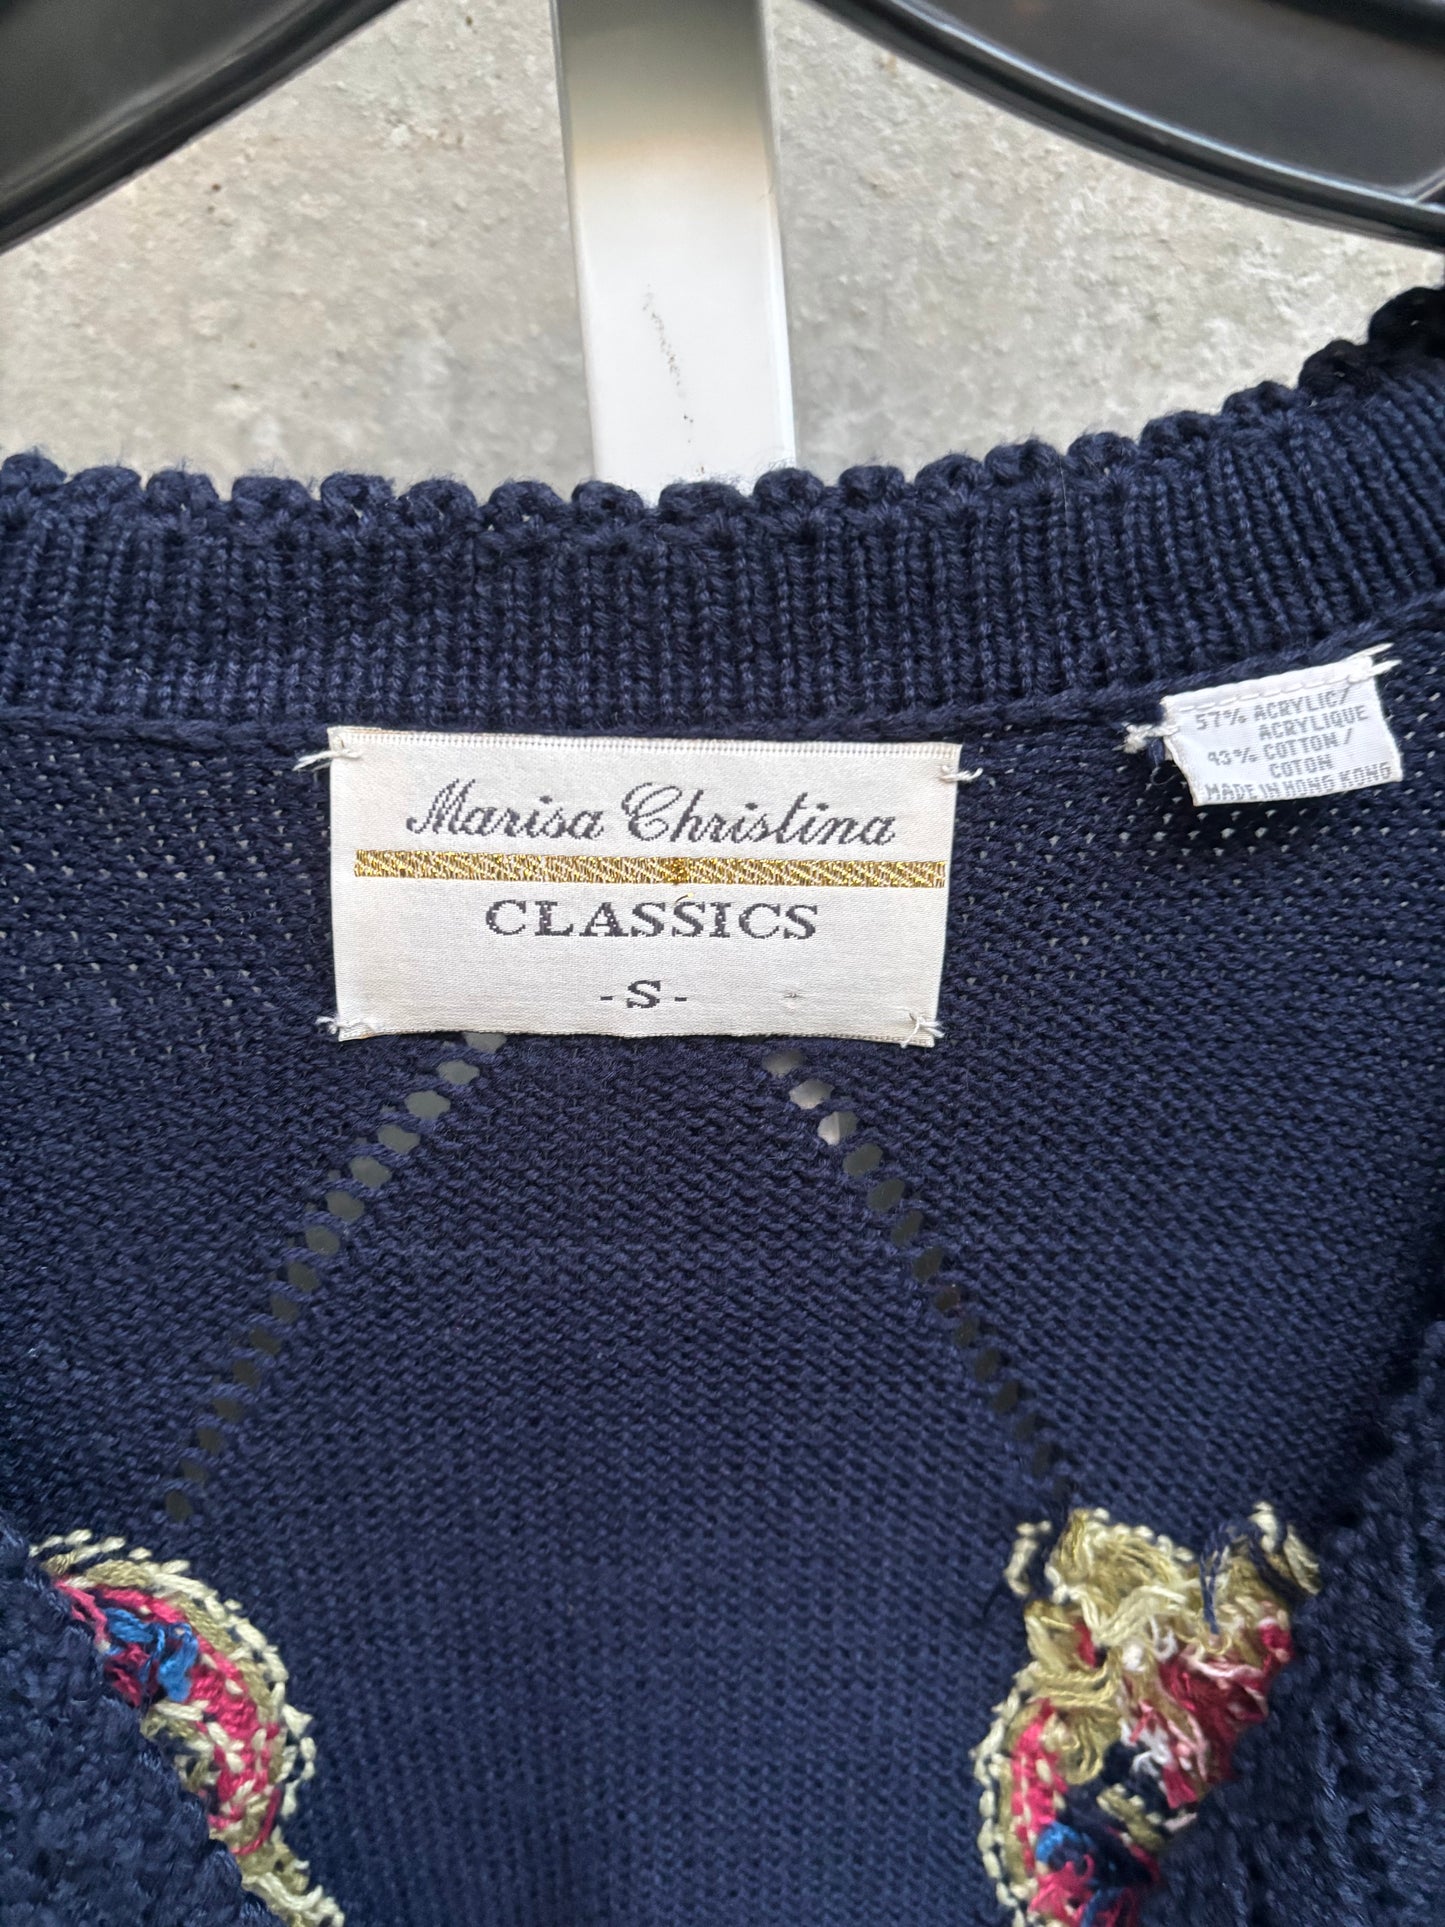 Marisa Christina
CLASSICS
- S -
57% ACRYLIC/
ACRYLIQUE
43% COTTON/
COTON
MADE IN HONG KONG